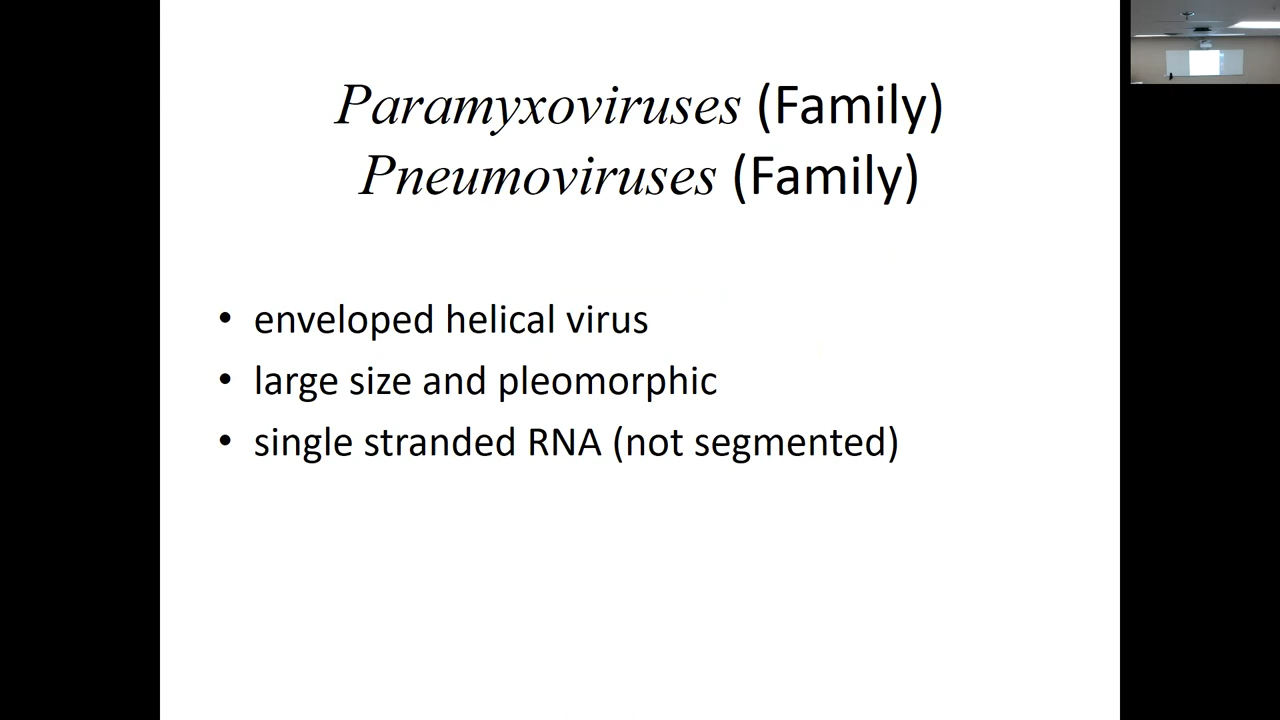 Paramyxoviruses (Family)
Pneumoviruses (Family)
• enveloped helical virus
• large size and pleomorphic
• single stranded RNA (not segmented)